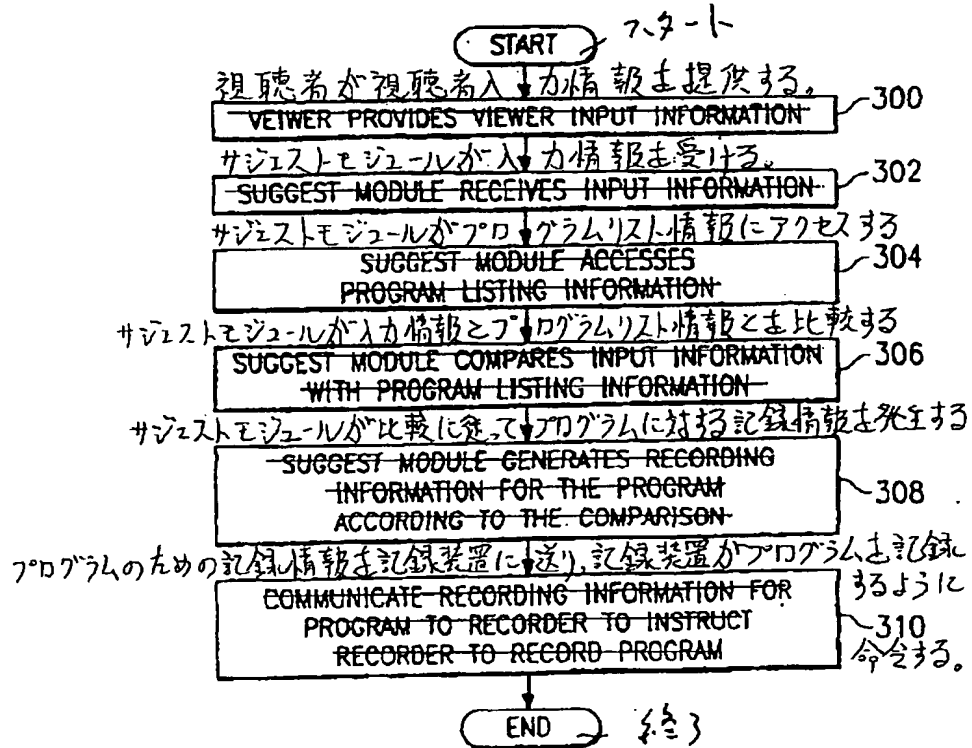 START スタート
視聴者が視聴者入力情報を提供する。
VEIWER PROVIDES VIEWER INPUT INFORMATION 300
サジェストモジュールが入力情報を受ける。
SUGGEST MODULE RECEIVES INPUT INFORMATION 302
サジェストモジュールがプログラムリスト情報にアクセスする
SUGGEST MODULE ACCESSES
PROGRAM LISTING INFORMATION
304
サジェストモジュールが入力情報とプログラムリスト情報とを比較する
SUGGEST MODULE COMPARES INPUT INFORMATION
WITH PROGRAM LISTING INFORMATION
306
サジェストモジュールが比較に従ってプログラムに対する記録情報を発生する
SUGGEST MODULE GENERATES RECORDING
INFORMATION FOR THE PROGRAM
ACCORDING TO THE COMPARISON
308
プログラムのための記録情報を記録装置に送り、記録装置がプログラムを記録
するように
命令する。
COMMUNICATE RECORDING INFORMATION FOR
PROGRAM TO RECORDER TO INSTRUCT
RECORDER TO RECORD PROGRAM
310
END 終了